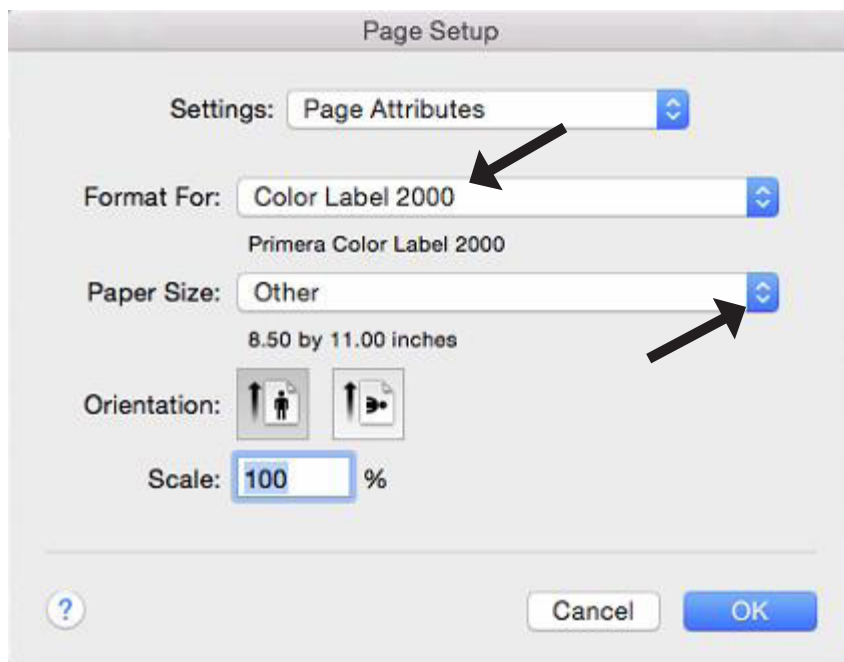 Page Setup
Settings: Page Attributes
Format For: Color Label 2000
Primera Color Label 2000
Paper Size: Other
8.50 by 11.00 inches
Orientation:
Scale: 100 %
? Cancel OK